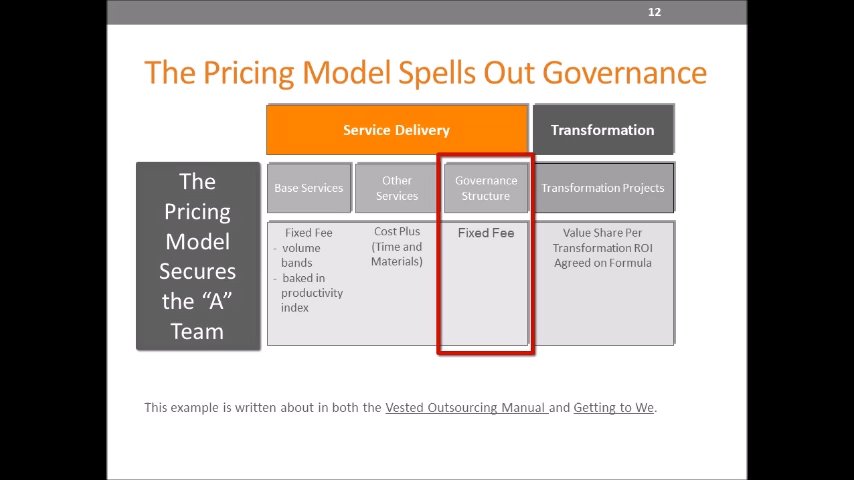 12
The Pricing Model Spells Out Governance
Service Delivery
Transformation
The
Pricing
Model
Secures
the “A”
Team
Base Services
Other
Services
Governance
Structure
Transformation Projects
Fixed Fee
- volume
bands
- baked in
productivity
index
Cost Plus
(Time and
Materials)
Fixed Fee
Value Share Per
Transformation ROI
Agreed on Formula
This example is written about in both the Vested Outsourcing Manual and Getting to We.